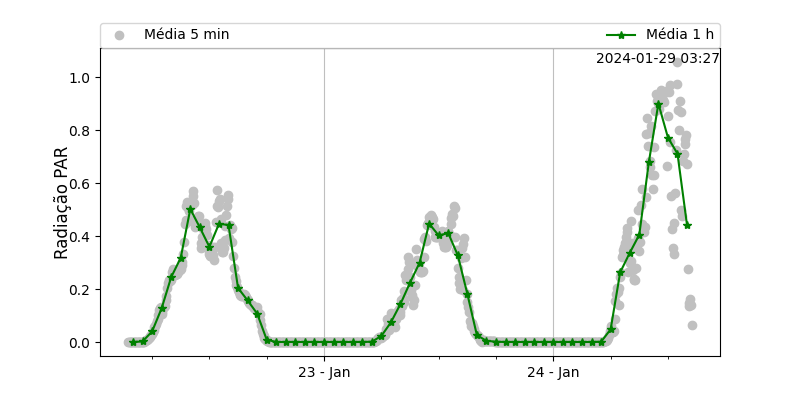 Média 5 min
Média 1 h
2024-01-29 03:27
Radiação PAR
1.0
0.8
0.6
0.4
0.2
0.0
23 - Jan
24 - Jan